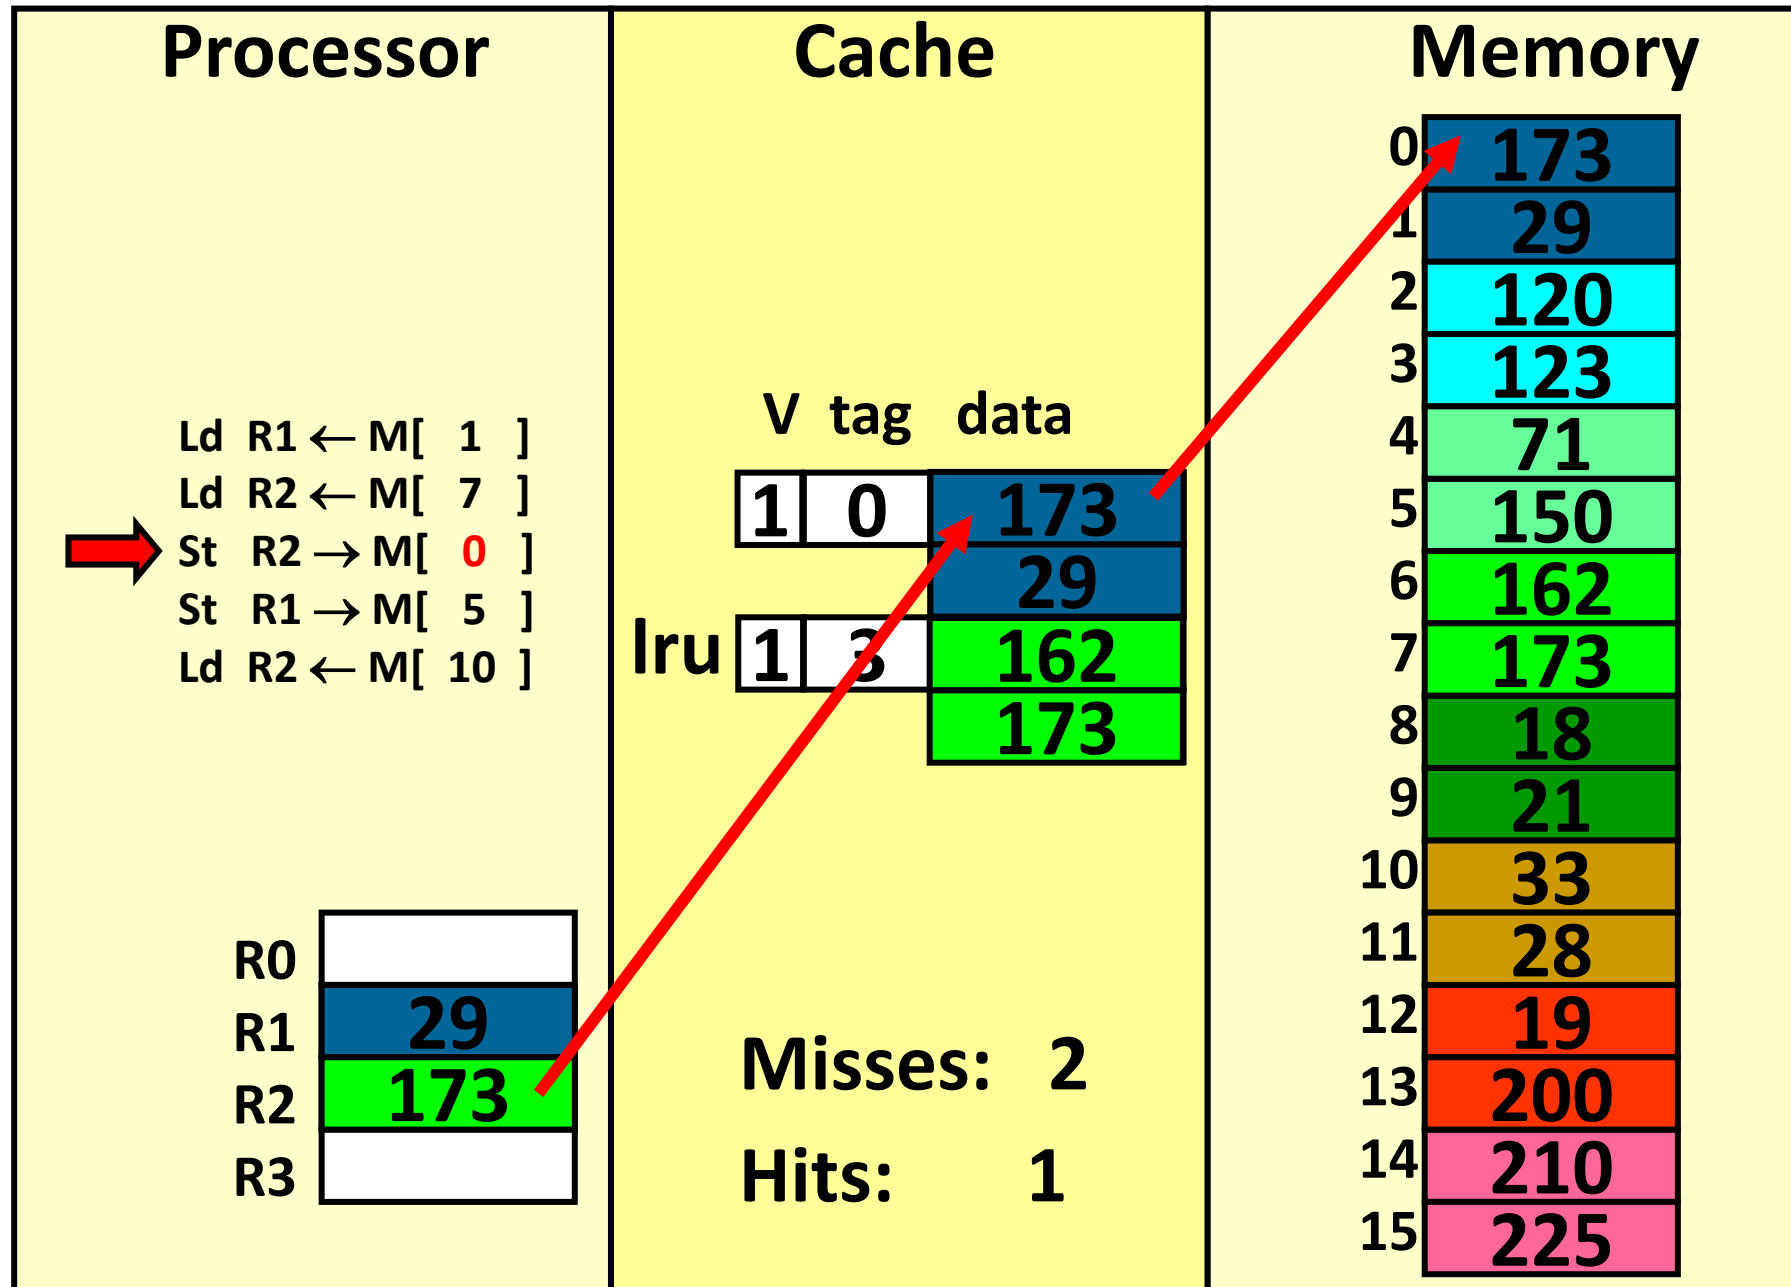 Processor
Ld R1 ← M[ 1 ]
Ld R2 ← M[ 7 ]
St R2 → M[ 0 ]
St R1 → M[ 5 ]
Ld R2 ← M[ 10 ]
R0
R1 29
R2 173
R3
Cache
V tag data
1 0 173
29
lru 1 3 162
173
Misses: 2
Hits: 1
Memory
0 173
1 29
2 120
3 123
4 71
5 150
6 162
7 173
8 18
9 21
10 33
11 28
12 19
13 200
14 210
15 225